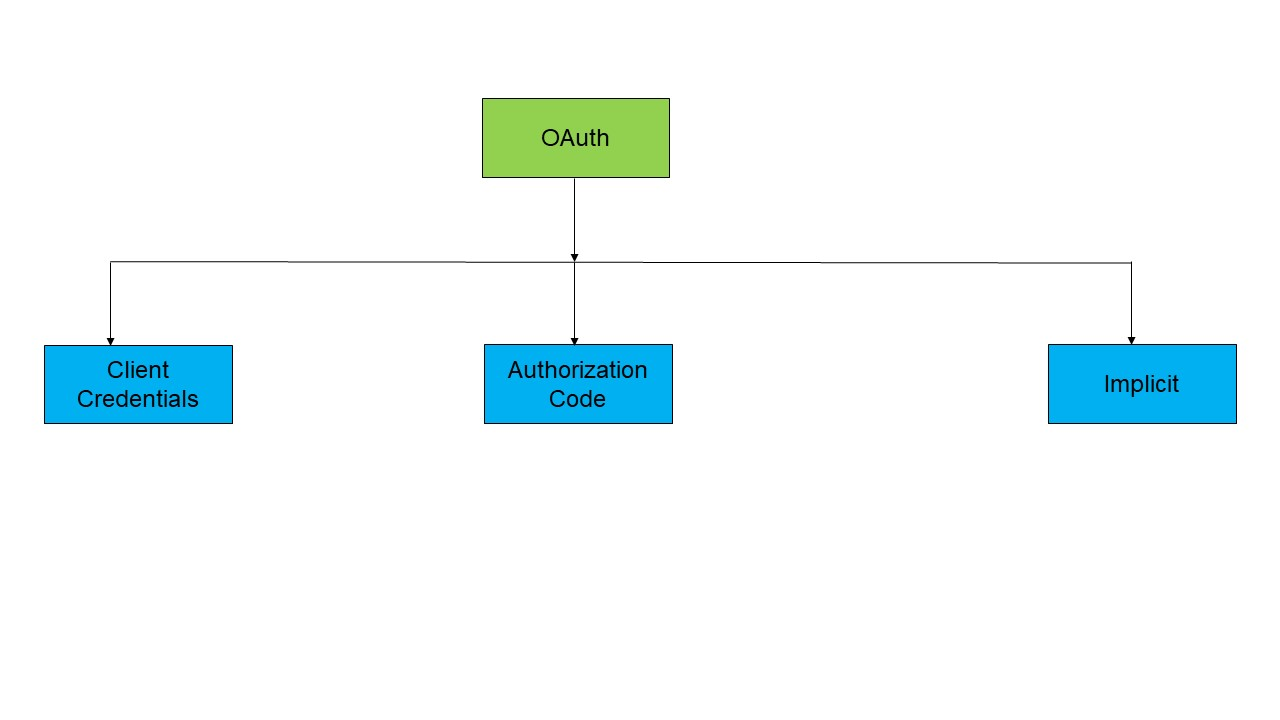 OAuth
Client
Credentials
Authorization
Code
Implicit